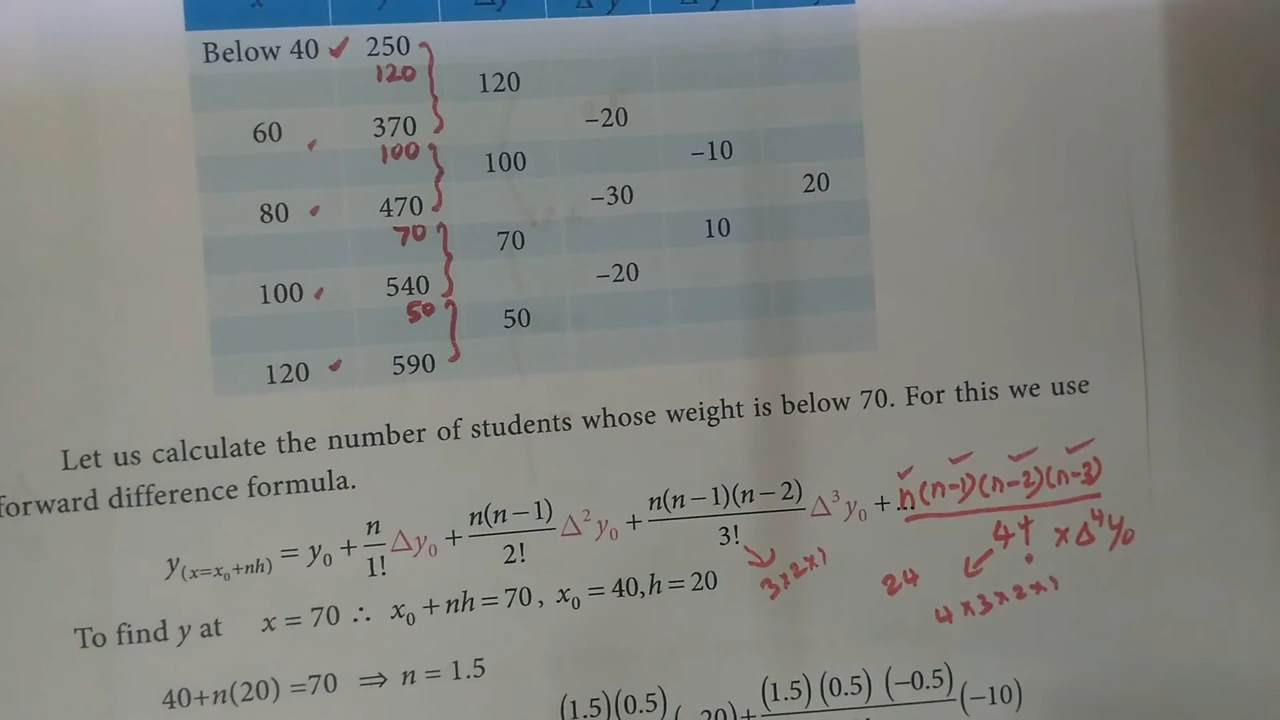 Below 40 ✓ 250
120
120
60 370 -20
100
100 -10
80 470 -30 20
70
70 10
100 540 -20
50
50
120 590
Let us calculate the number of students whose weight is below 70. For this we use
forward difference formula.
y(x=x₀+nh) = y₀ + n/1! Δy₀ + n(n−1)/2! Δ²y₀ + n(n−1)(n−2)/3! Δ³y₀ + ... n(n-1)(n-2)(n-3)/4! × Δ⁴y₀
3×2×1
24
4×3×2×1
To find y at x = 70 ∴ x₀ + nh = 70, x₀ = 40, h = 20
40+n(20) =70 ⇒ n = 1.5
(1.5)(0.5) 20)+ (1.5)(0.5)(−0.5) (−10)